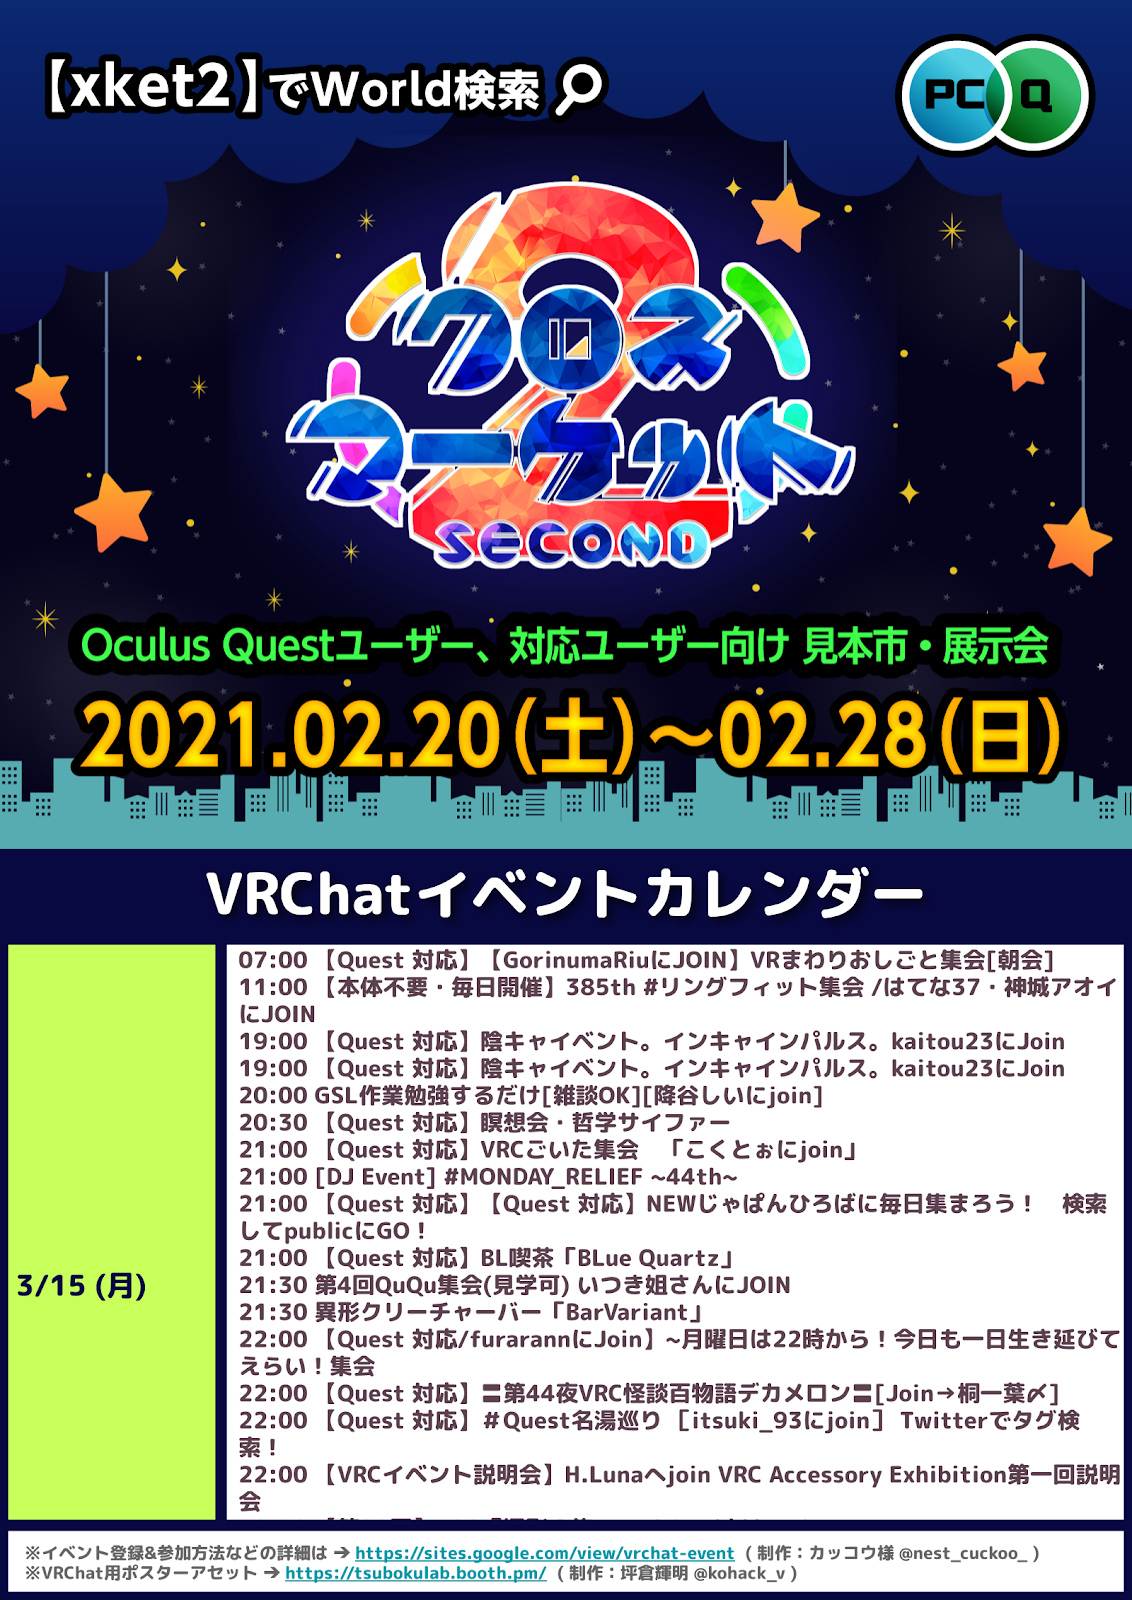 【xket2】でWorld検索
PC Q
2
クロス
マーケット
SECOND
Oculus Questユーザー、対応ユーザー向け 見本市・展示会
2021.02.20(土)～02.28(日)
VRChatイベントカレンダー
3/15 (月)
07:00 【Quest 対応】【GorinumaRiuにJOIN】VRまわりおしごと集会[朝会]
11:00 【本体不要・毎日開催】385th #リングフィット集会 /はてな37・神城アオイ
にJOIN
19:00 【Quest 対応】陰キャイベント。インキャインパルス。kaitou23にJoin
19:00 【Quest 対応】陰キャイベント。インキャインパルス。kaitou23にJoin
20:00 GSL作業勉強するだけ[雑談OK][降谷しいにjoin]
20:30 【Quest 対応】瞑想会・哲学サイファー
21:00 【Quest 対応】VRCごいた集会　「こくとぉにjoin」
21:00 [DJ Event] #MONDAY_RELIEF ~44th~
21:00 【Quest 対応】【Quest 対応】NEWじゃぱんひろばに毎日集まろう！　検索
してpublicにGO！
21:00 【Quest 対応】BL喫茶「BLue Quartz」
21:30 第4回QuQu集会(見学可) いつき姐さんにJOIN
21:30 異形クリーチャーバー「BarVariant」
22:00 【Quest 対応/furarannにJoin】~月曜日は22時から！今日も一日生き延びて
えらい！集会
22:00 【Quest 対応】〓第44夜VRC怪談百物語デカメロン〓[Join→桐一葉〆]
22:00 【Quest 対応】＃Quest名湯巡り ［itsuki_93にjoin］ Twitterでタグ検
索！
22:00 【VRCイベント説明会】H.Lunaへjoin VRC Accessory Exhibition第一回説明
会
※イベント登録&参加方法などの詳細は → https://sites.google.com/view/vrchat-event （ 制作：カッコウ様 @nest_cuckoo_ ）
※VRChat用ポスターアセット → https://tsubokulab.booth.pm/ （ 制作：坪倉輝明 @kohack_v ）